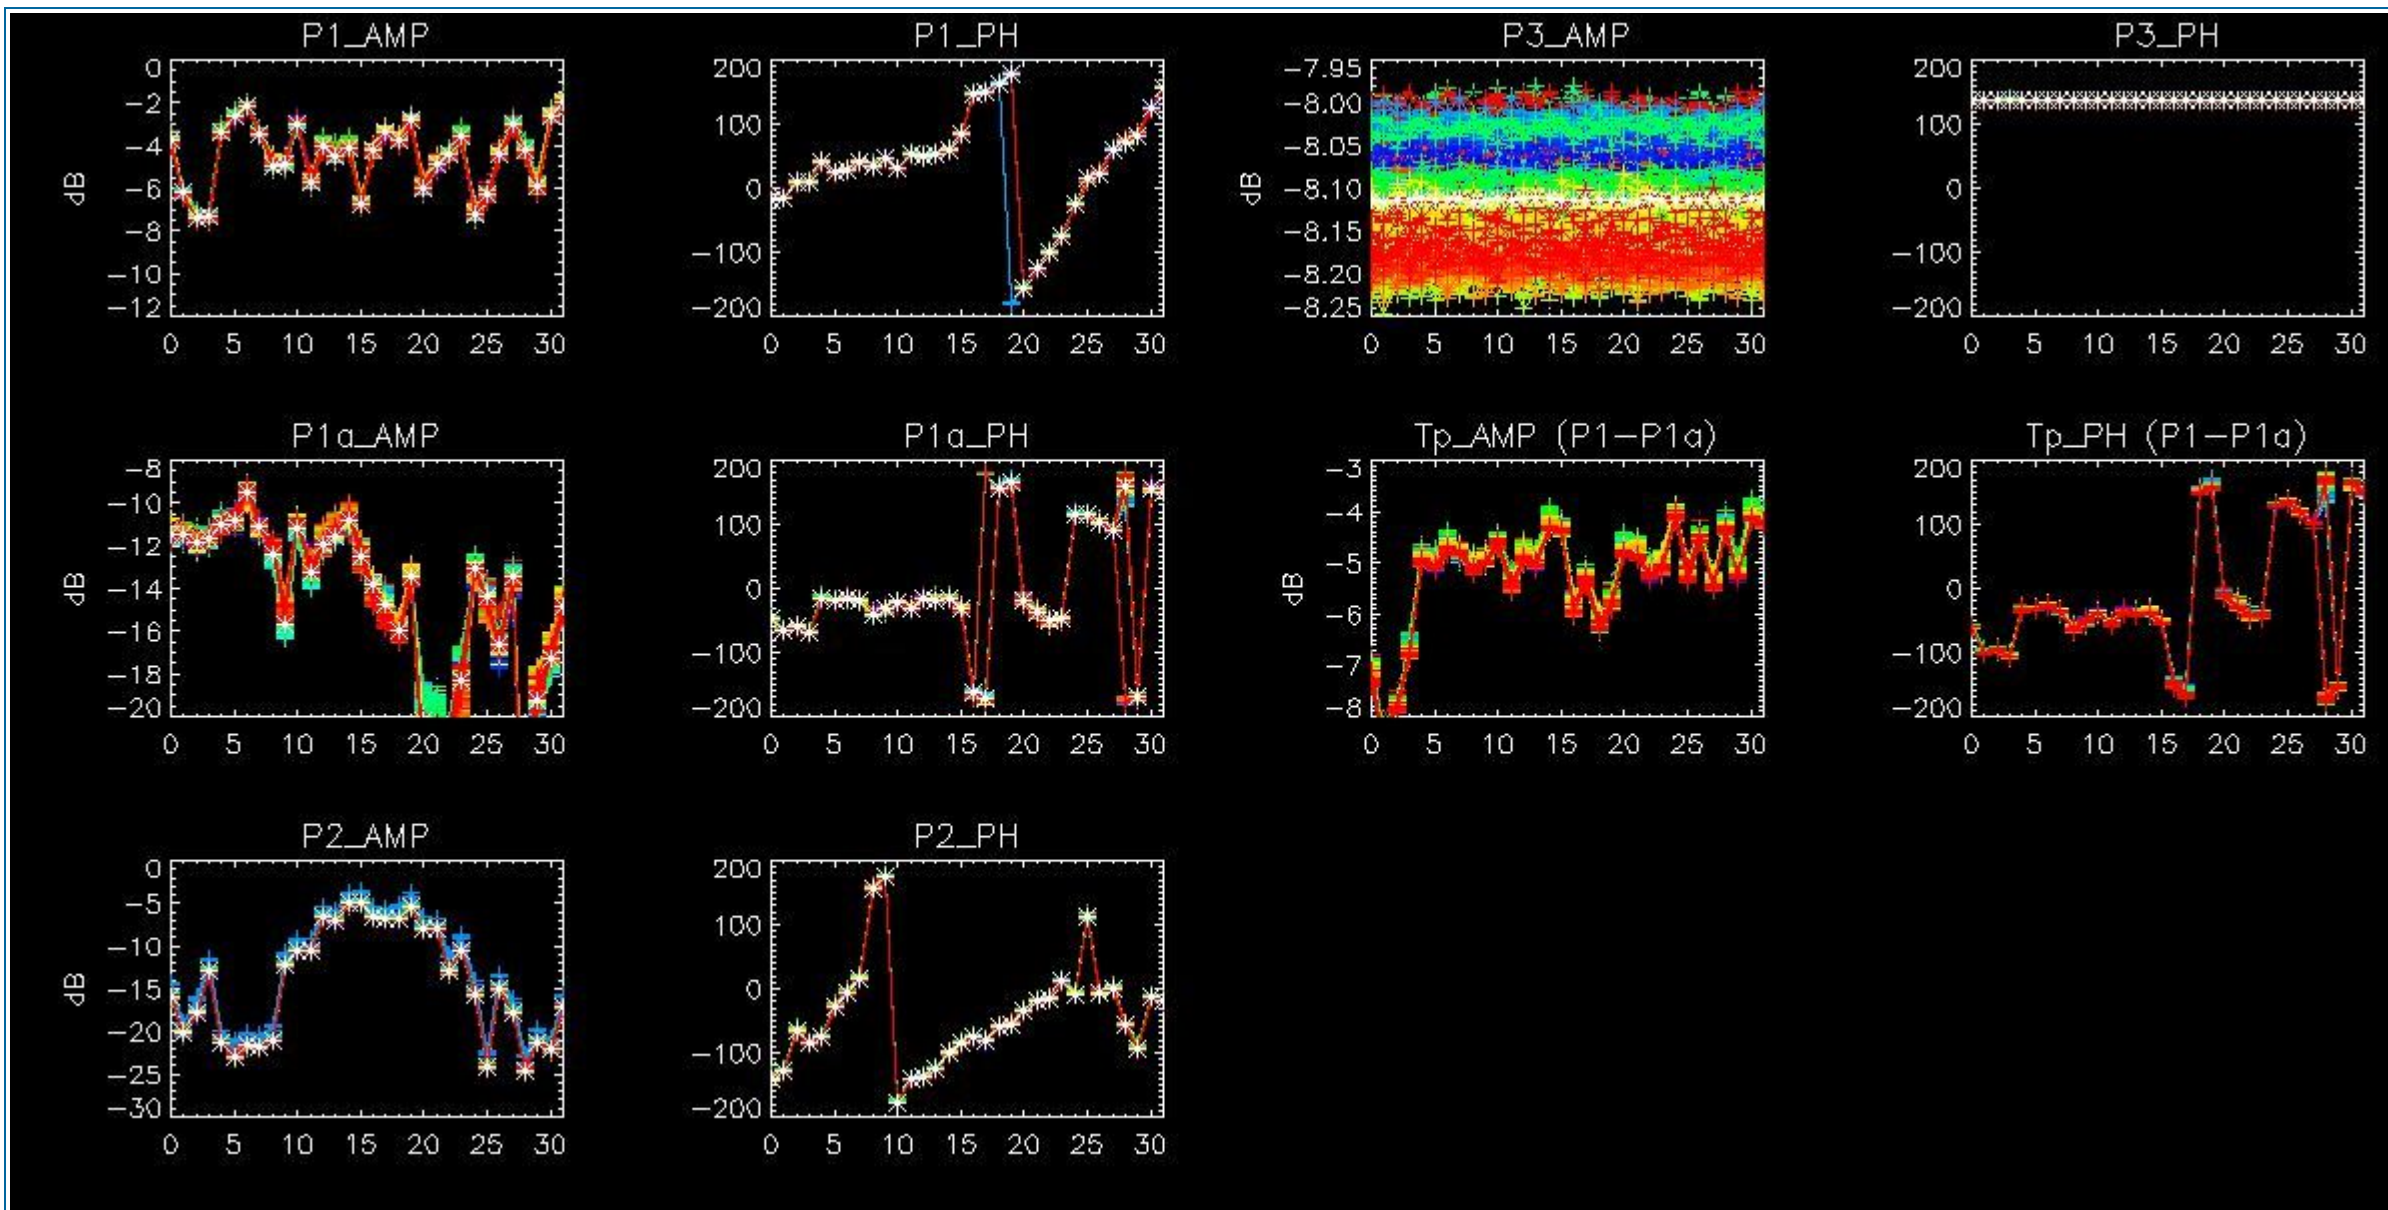 P1_AMP P1_PH P3_AMP P3_PH
0 200 −7.95 200
−2 100 −8.00 100
−4 0 −8.05 0
−6 −100 −8.10 −100
−8 −200 −8.15 −200
−10 −8.20
−12 −8.25
dB dB
0 5 10 15 20 25 30 0 5 10 15 20 25 30 0 5 10 15 20 25 30 0 5 10 15 20 25 30
P1a_AMP P1a_PH Tp_AMP (P1−P1a) Tp_PH (P1−P1a)
−8 200 −3 200
−10 100 −4 100
−12 0 −5 0
−14 −100 −6 −100
−16 −200 −7 −200
−18 −8
−20
dB dB
0 5 10 15 20 25 30 0 5 10 15 20 25 30 0 5 10 15 20 25 30 0 5 10 15 20 25 30
P2_AMP P2_PH
0 200
−5 100
−10 0
−15 −100
−20 −200
−25
−30
dB
0 5 10 15 20 25 30 0 5 10 15 20 25 30